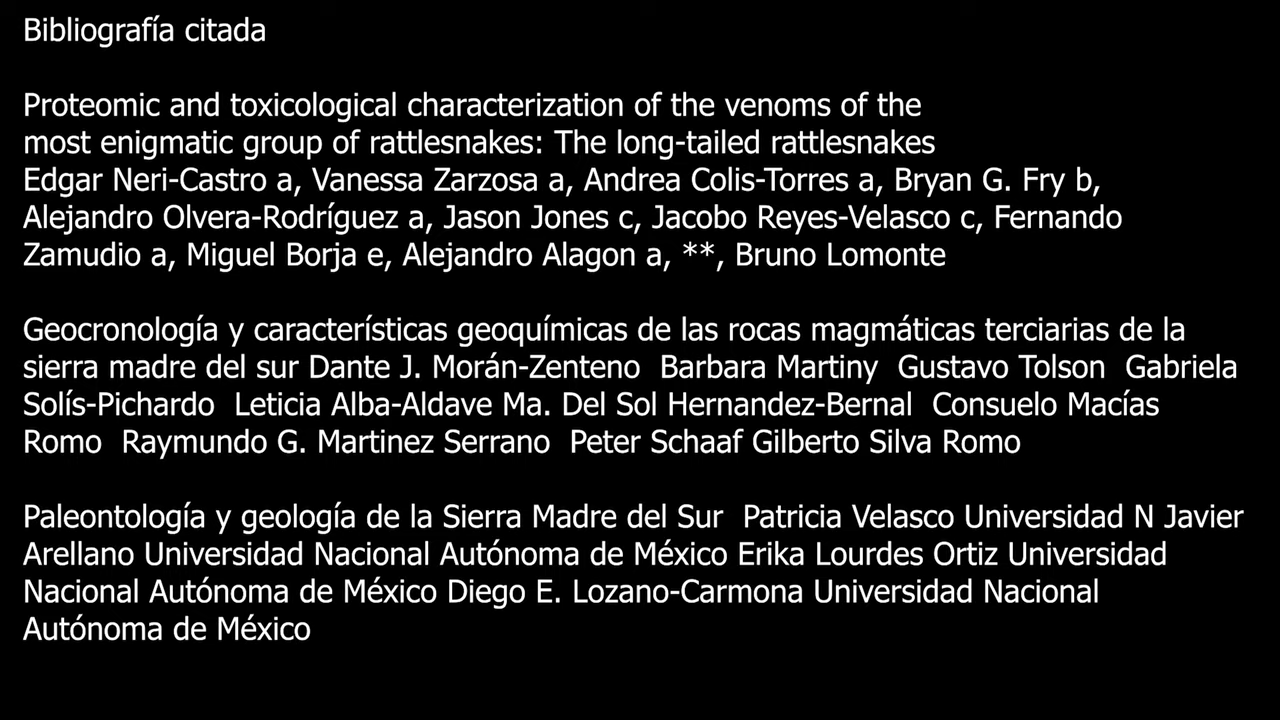 Bibliografía citada
Proteomic and toxicological characterization of the venoms of the
most enigmatic group of rattlesnakes: The long-tailed rattlesnakes
Edgar Neri-Castro a, Vanessa Zarzosa a, Andrea Colis-Torres a, Bryan G. Fry b,
Alejandro Olvera-Rodríguez a, Jason Jones c, Jacobo Reyes-Velasco c, Fernando
Zamudio a, Miguel Borja e, Alejandro Alagon a, **, Bruno Lomonte
Geocronología y características geoquímicas de las rocas magmáticas terciarias de la
sierra madre del sur Dante J. Morán-Zenteno  Barbara Martiny  Gustavo Tolson  Gabriela
Solís-Pichardo  Leticia Alba-Aldave Ma. Del Sol Hernandez-Bernal  Consuelo Macías
Romo  Raymundo G. Martinez Serrano  Peter Schaaf Gilberto Silva Romo
Paleontología y geología de la Sierra Madre del Sur  Patricia Velasco Universidad N Javier
Arellano Universidad Nacional Autónoma de México Erika Lourdes Ortiz Universidad
Nacional Autónoma de México Diego E. Lozano-Carmona Universidad Nacional
Autónoma de México